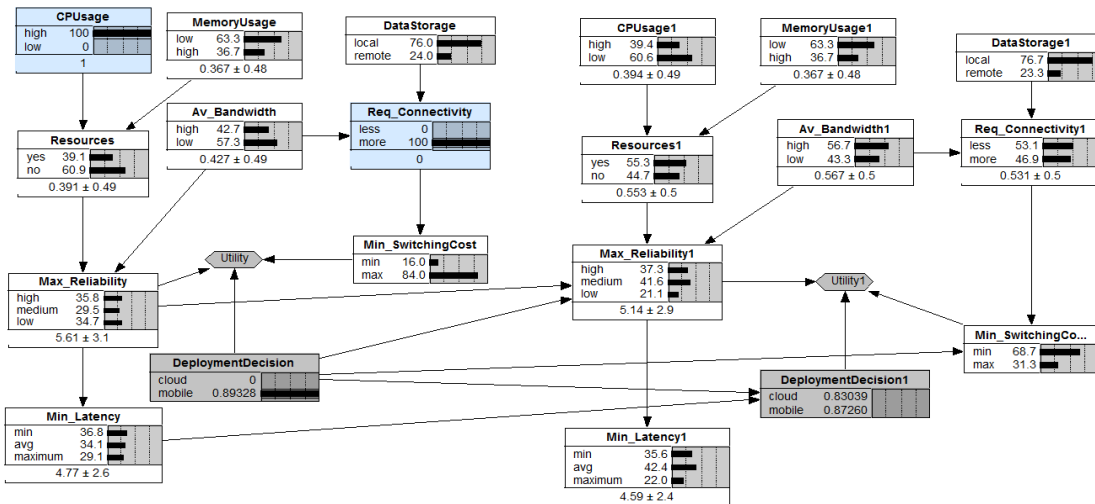 CPUsage
high 100
low 0
1
MemoryUsage
low 63.3
high 36.7
0.367 ± 0.48
DataStorage
local 76.0
remote 24.0
CPUsage1
high 39.4
low 60.6
0.394 ± 0.49
MemoryUsage1
low 63.3
high 36.7
0.367 ± 0.48
DataStorage1
local 76.7
remote 23.3
Resources
yes 39.1
no 60.9
0.391 ± 0.49
Av_Bandwidth
high 42.7
low 57.3
0.427 ± 0.49
Req_Connectivity
less 0
more 100
0
Resources1
yes 55.3
no 44.7
0.553 ± 0.5
Av_Bandwidth1
high 56.7
low 43.3
0.567 ± 0.5
Req_Connectivity1
less 53.1
more 46.9
0.531 ± 0.5
Max_Reliability
high 35.8
medium 29.5
low 34.7
5.61 ± 3.1
Utility
Min_SwitchingCost
min 16.0
max 84.0
Max_Reliability1
high 37.3
medium 41.6
low 21.1
5.14 ± 2.9
Utility1
Min_SwitchingCo...
min 68.7
max 31.3
DeploymentDecision
cloud 0
mobile 0.89328
DeploymentDecision1
cloud 0.83039
mobile 0.87260
Min_Latency
min 36.8
avg 34.1
maximum 29.1
4.77 ± 2.6
Min_Latency1
min 35.6
avg 42.4
maximum 22.0
4.59 ± 2.4